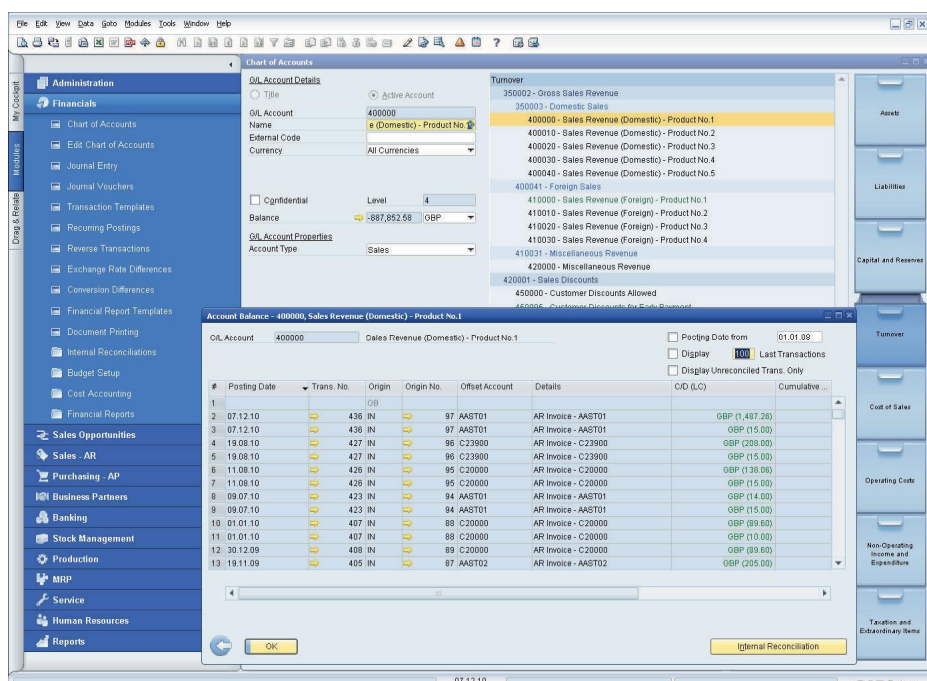 File Edit View Data Goto Modules Tools Window Help
Chart of Accounts
My Cockpit
Modules
Drag & Relate
Administration
Financials
Chart of Accounts
Edit Chart of Accounts
Journal Entry
Journal Vouchers
Transaction Templates
Recurring Postings
Reverse Transactions
Exchange Rate Differences
Conversion Differences
Financial Report Templates
Document Printing
Internal Reconciliations
Budget Setup
Cost Accounting
Financial Reports
Sales Opportunities
Sales - AR
Purchasing - AP
Business Partners
Banking
Stock Management
Production
MRP
Service
Human Resources
Reports
G/L Account Details
Title Active Account
G/L Account 400000
Name e (Domestic) - Product No.1
External Code
Currency All Currencies
Confidential Level 4
Balance -887,852.58 GBP
G/L Account Properties
Account Type Sales
Turnover
350002 - Gross Sales Revenue
350003 - Domestic Sales
400000 - Sales Revenue (Domestic) - Product No.1
400010 - Sales Revenue (Domestic) - Product No.2
400020 - Sales Revenue (Domestic) - Product No.3
400030 - Sales Revenue (Domestic) - Product No.4
400040 - Sales Revenue (Domestic) - Product No.5
400041 - Foreign Sales
410000 - Sales Revenue (Foreign) - Product No.1
410010 - Sales Revenue (Foreign) - Product No.2
410020 - Sales Revenue (Foreign) - Product No.3
410030 - Sales Revenue (Foreign) - Product No.4
410031 - Miscellaneous Revenue
420000 - Miscellaneous Revenue
420001 - Sales Discounts
450000 - Customer Discounts Allowed
Customer Discounts for Early Payment
Assets
Liabilities
Capital and Reserves
Turnover
Cost of Sales
Operating Costs
Non-Operating
Income and
Expenditure
Taxation and
Extraordinary Items
Account Balance - 400000, Sales Revenue (Domestic) - Product No.1
G/L Account 400000 Sales Revenue (Domestic) - Product No.1
Posting Date from 01.01.09
Display 100 Last Transactions
Display Unreconciled Trans. Only
# Posting Date Trans. No. Origin Origin No. Offset Account Details C/D (LC) Cumulative ...
1 OB
2 07.12.10 436 IN 97 AAST01 AR Invoice - AAST01 GBP (1,487.26)
3 07.12.10 436 IN 97 AAST01 AR Invoice - AAST01 GBP (15.00)
4 19.08.10 427 IN 96 C23900 AR Invoice - C23900 GBP (208.00)
5 19.08.10 427 IN 96 C23900 AR Invoice - C23900 GBP (15.00)
6 11.08.10 426 IN 95 C20000 AR Invoice - C20000 GBP (138.06)
7 11.08.10 426 IN 95 C20000 AR Invoice - C20000 GBP (15.00)
8 09.07.10 423 IN 94 AAST01 AR Invoice - AAST01 GBP (14.00)
9 09.07.10 423 IN 94 AAST01 AR Invoice - AAST01 GBP (15.00)
10 01.01.10 407 IN 88 C20000 AR Invoice - C20000 GBP (89.60)
11 01.01.10 407 IN 88 C20000 AR Invoice - C20000 GBP (10.00)
12 30.12.09 408 IN 89 C20000 AR Invoice - C20000 GBP (89.60)
13 19.11.09 405 IN 87 AAST02 AR Invoice - AAST02 GBP (205.00)
OK Internal Reconciliation
07.12.10